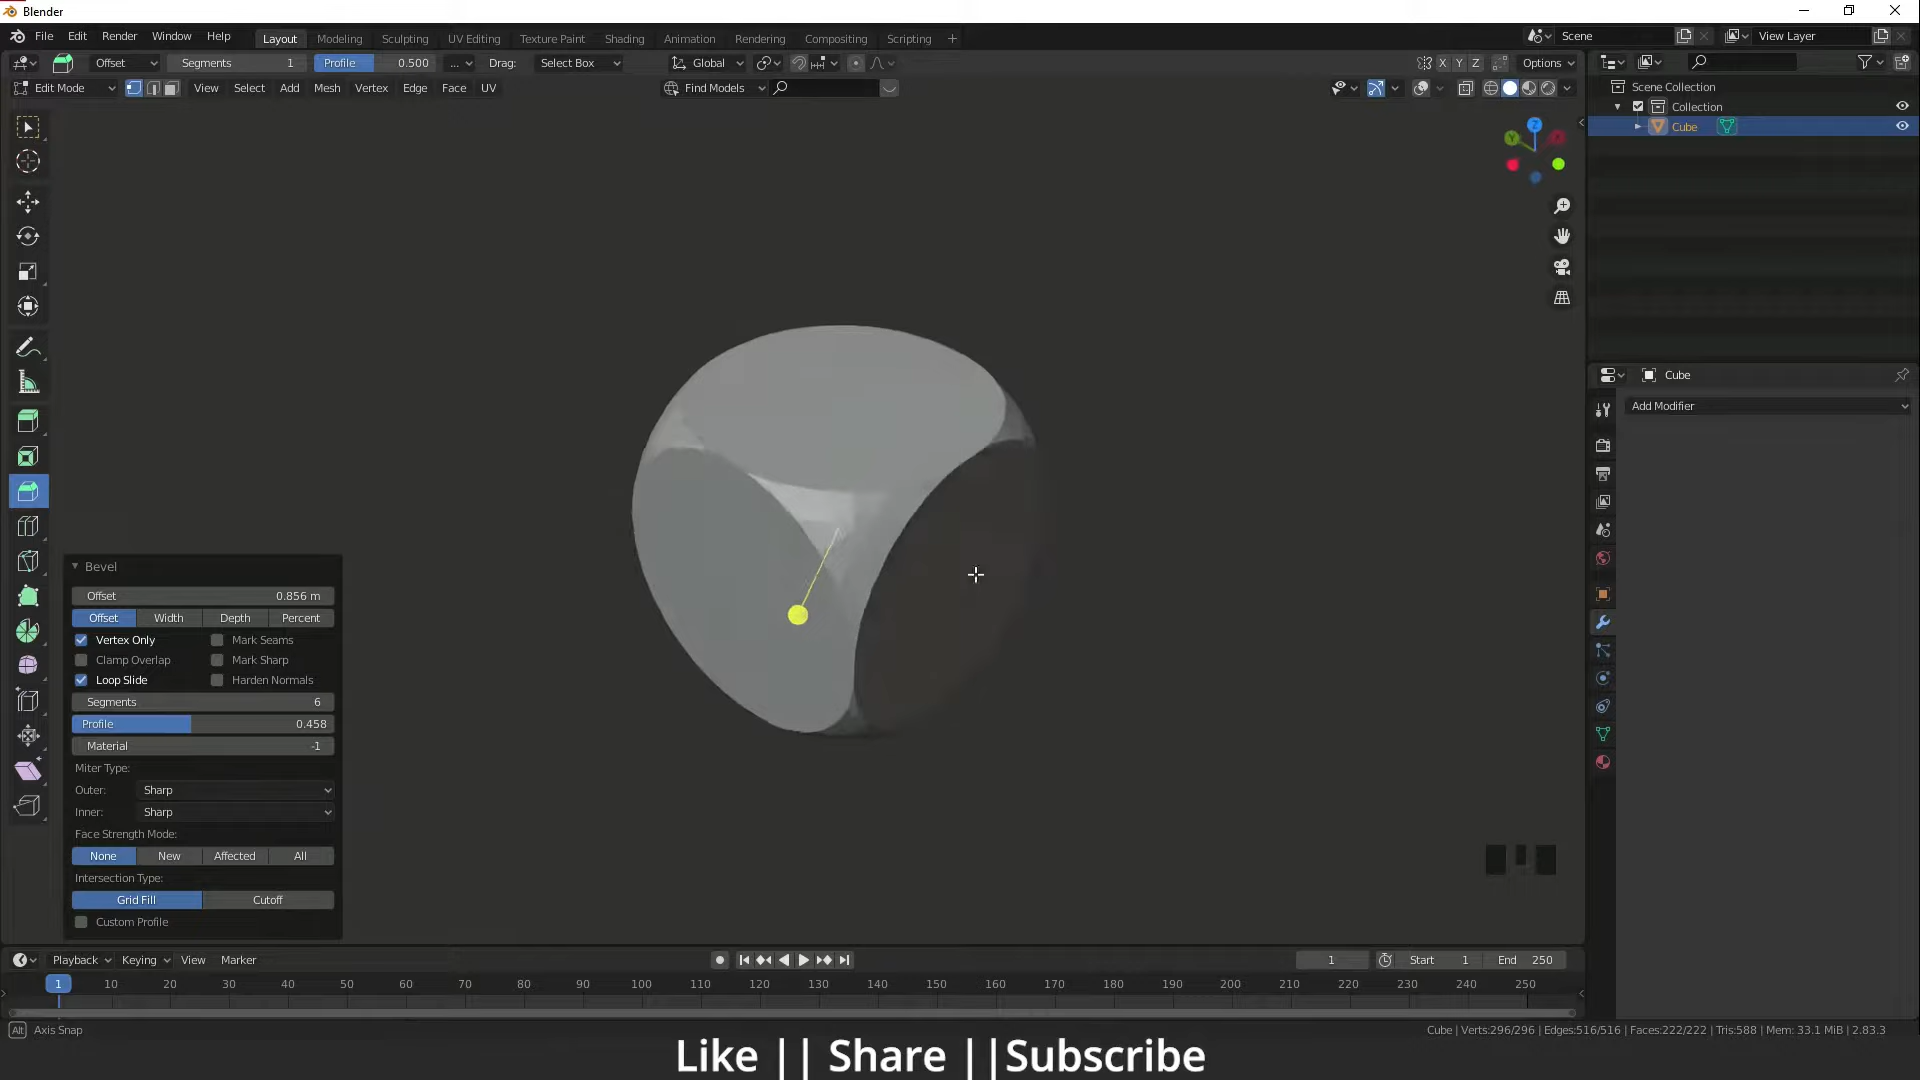 Blender
File Edit Render Window Help Layout Modeling Sculpting UV Editing Texture Paint Shading Animation Rendering Compositing Scripting + Scene View Layer
Offset Segments 1 Profile 0.500 ... Drag: Select Box Global X Y Z Options
Edit Mode View Select Add Mesh Vertex Edge Face UV Find Models
Scene Collection
Collection
Cube
Z
Y
X
Cube
Add Modifier
Bevel
Offset 0.856 m
Offset Width Depth Percent
Vertex Only Mark Seams
Clamp Overlap Mark Sharp
Loop Slide Harden Normals
Segments 6
Profile 0.458
Material -1
Miter Type:
Outer: Sharp
Inner: Sharp
Face Strength Mode:
None New Affected All
Intersection Type:
Grid Fill Cutoff
Custom Profile
Playback Keying View Marker 1 Start 1 End 250
1 10 20 30 40 50 60 70 80 90 100 110 120 130 140 150 160 170 180 190 200 210 220 230 240 250
Alt Axis Snap Cube | Verts:296/296 | Edges:516/516 | Faces:222/222 | Tris:588 | Mem: 33.1 MiB | 2.83.3
Like || Share ||Subscribe